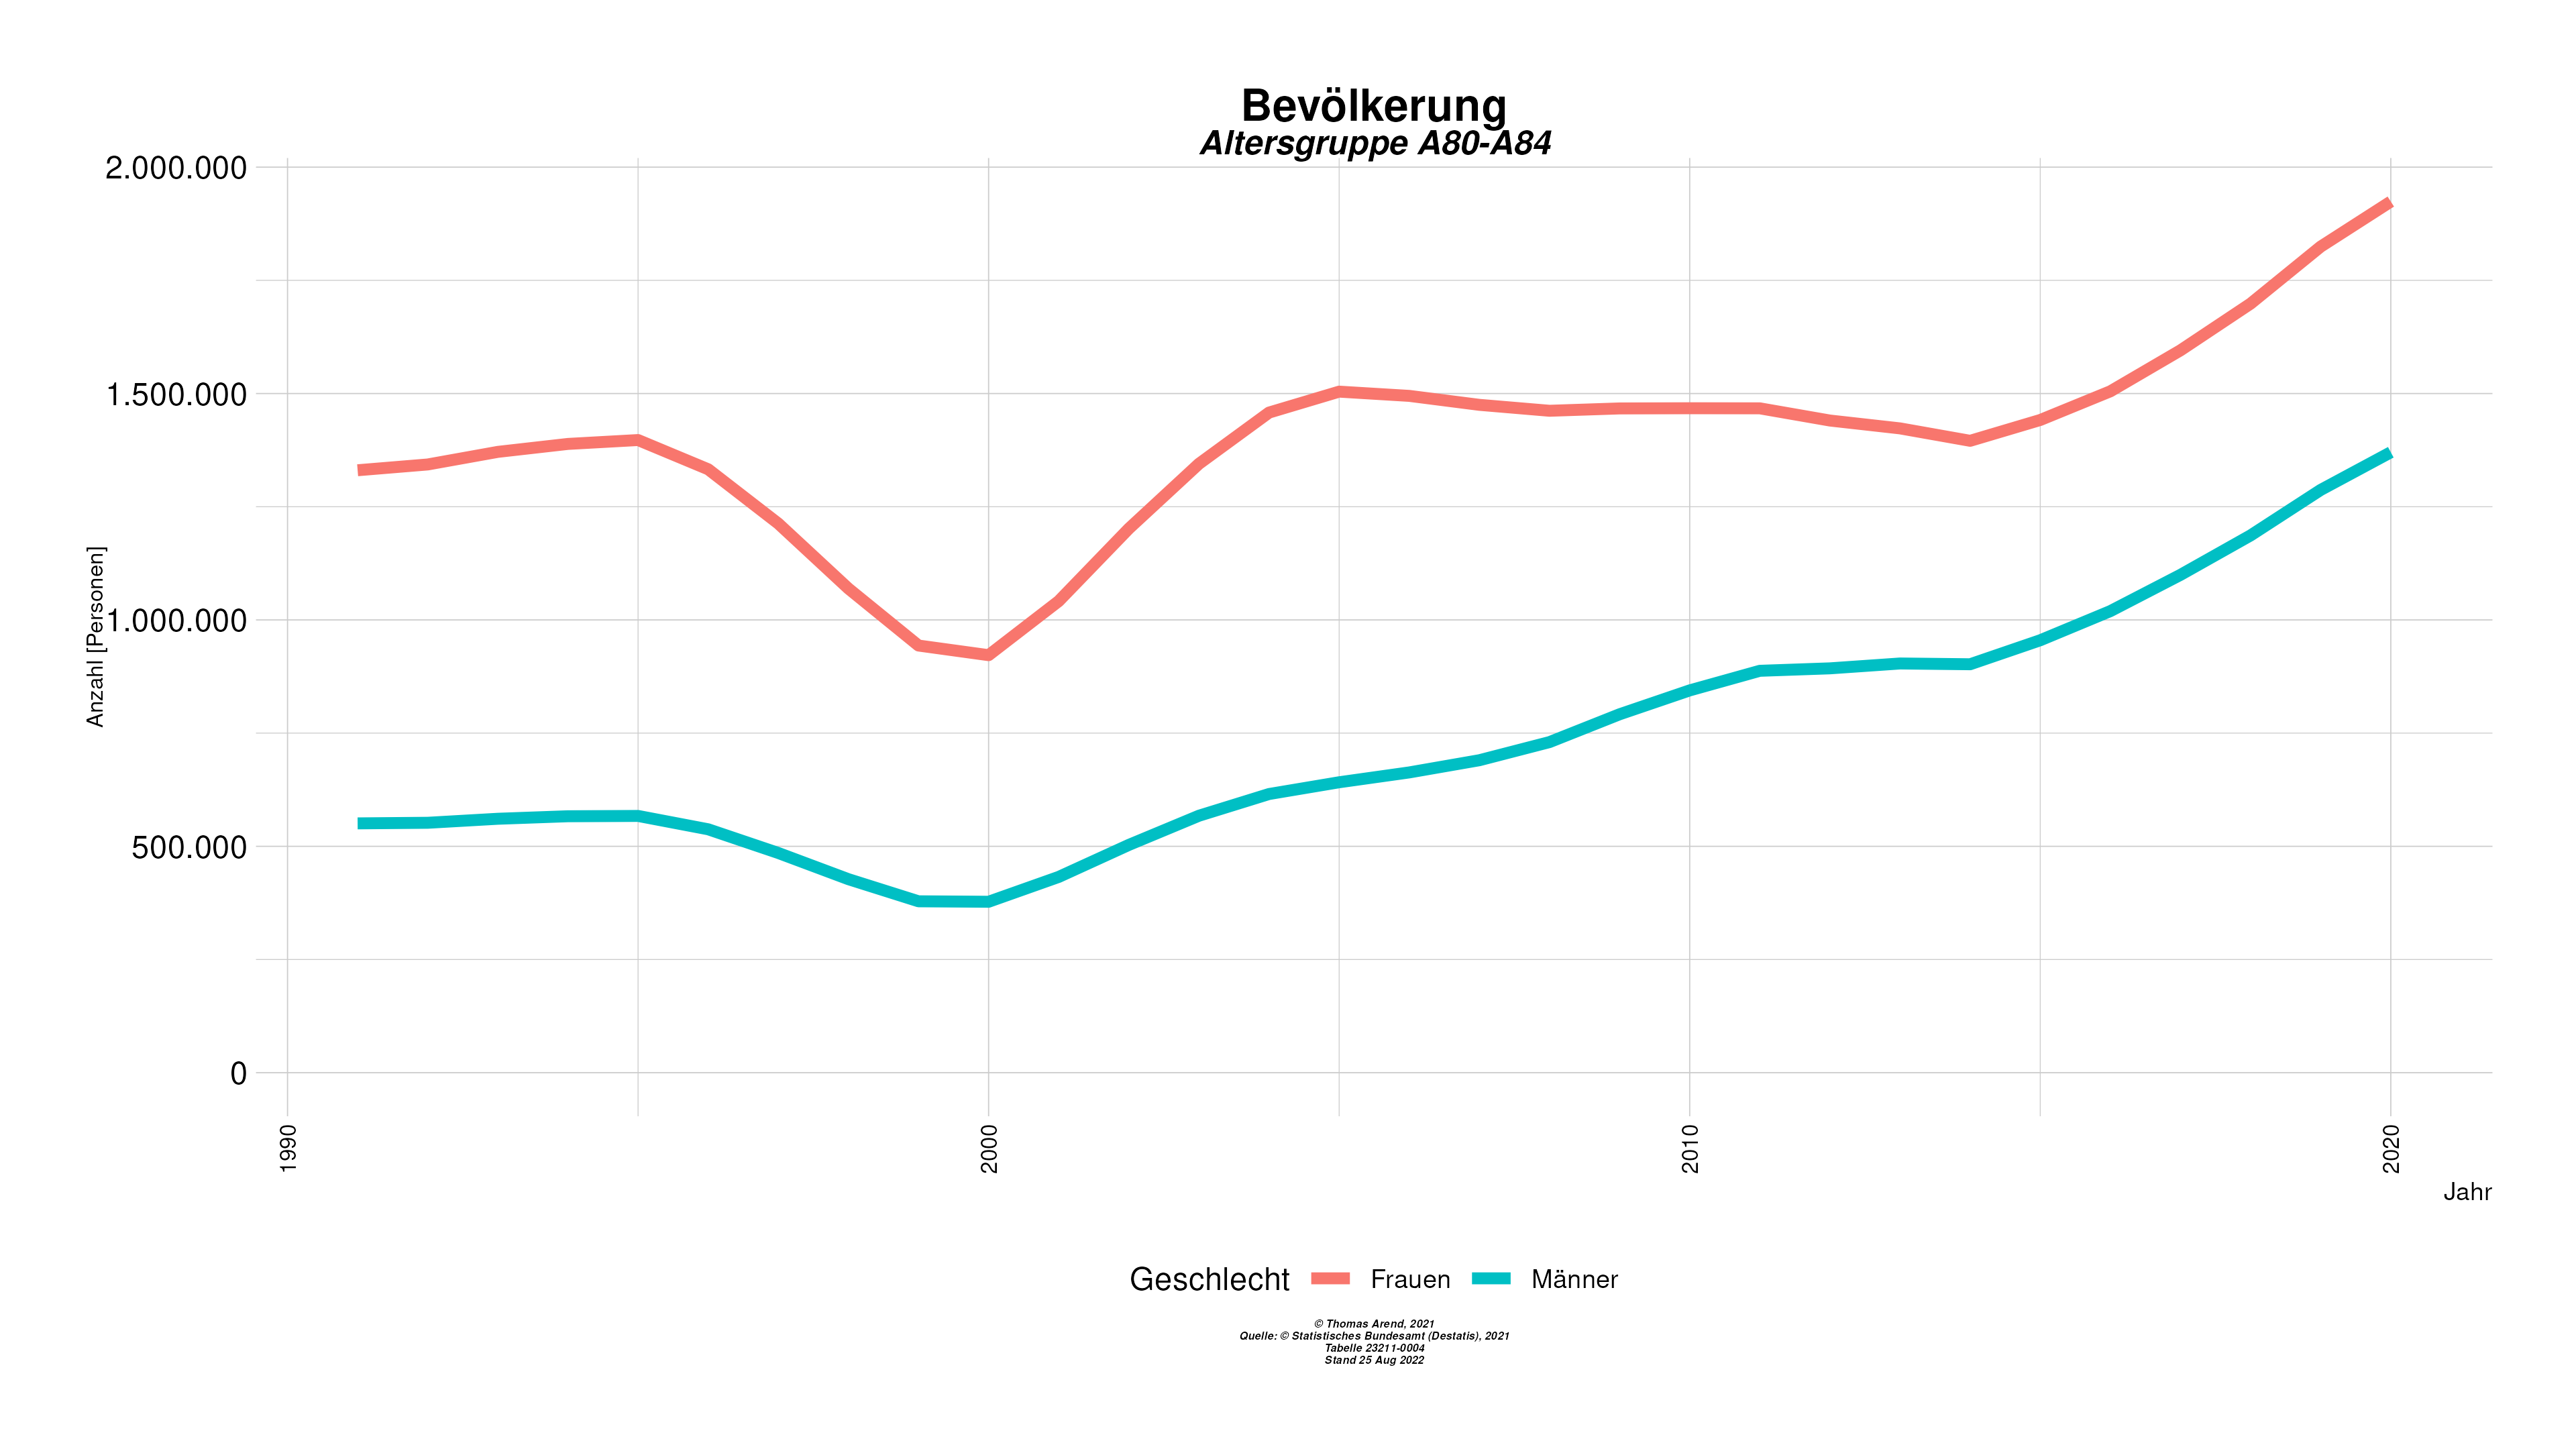 Bevölkerung
Altersgruppe A80-A84
2.000.000
1.500.000
1.000.000
500.000
0
Anzahl [Personen]
1990
2000
2010
2020
Jahr
Geschlecht Frauen Männer
© Thomas Arend, 2021
Quelle: © Statistisches Bundesamt (Destatis), 2021
Tabelle 23211-0004
Stand 25 Aug 2022